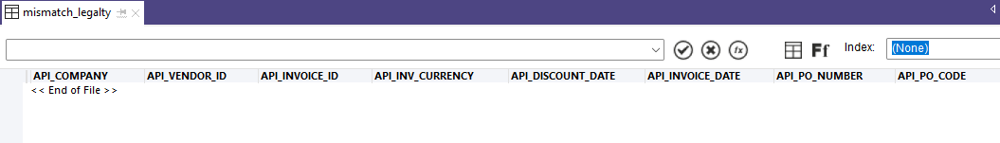 mismatch_legalty
Index: (None)
API_COMPANY API_VENDOR_ID API_INVOICE_ID API_INV_CURRENCY API_DISCOUNT_DATE API_INVOICE_DATE API_PO_NUMBER API_PO_CODE
<< End of File >>